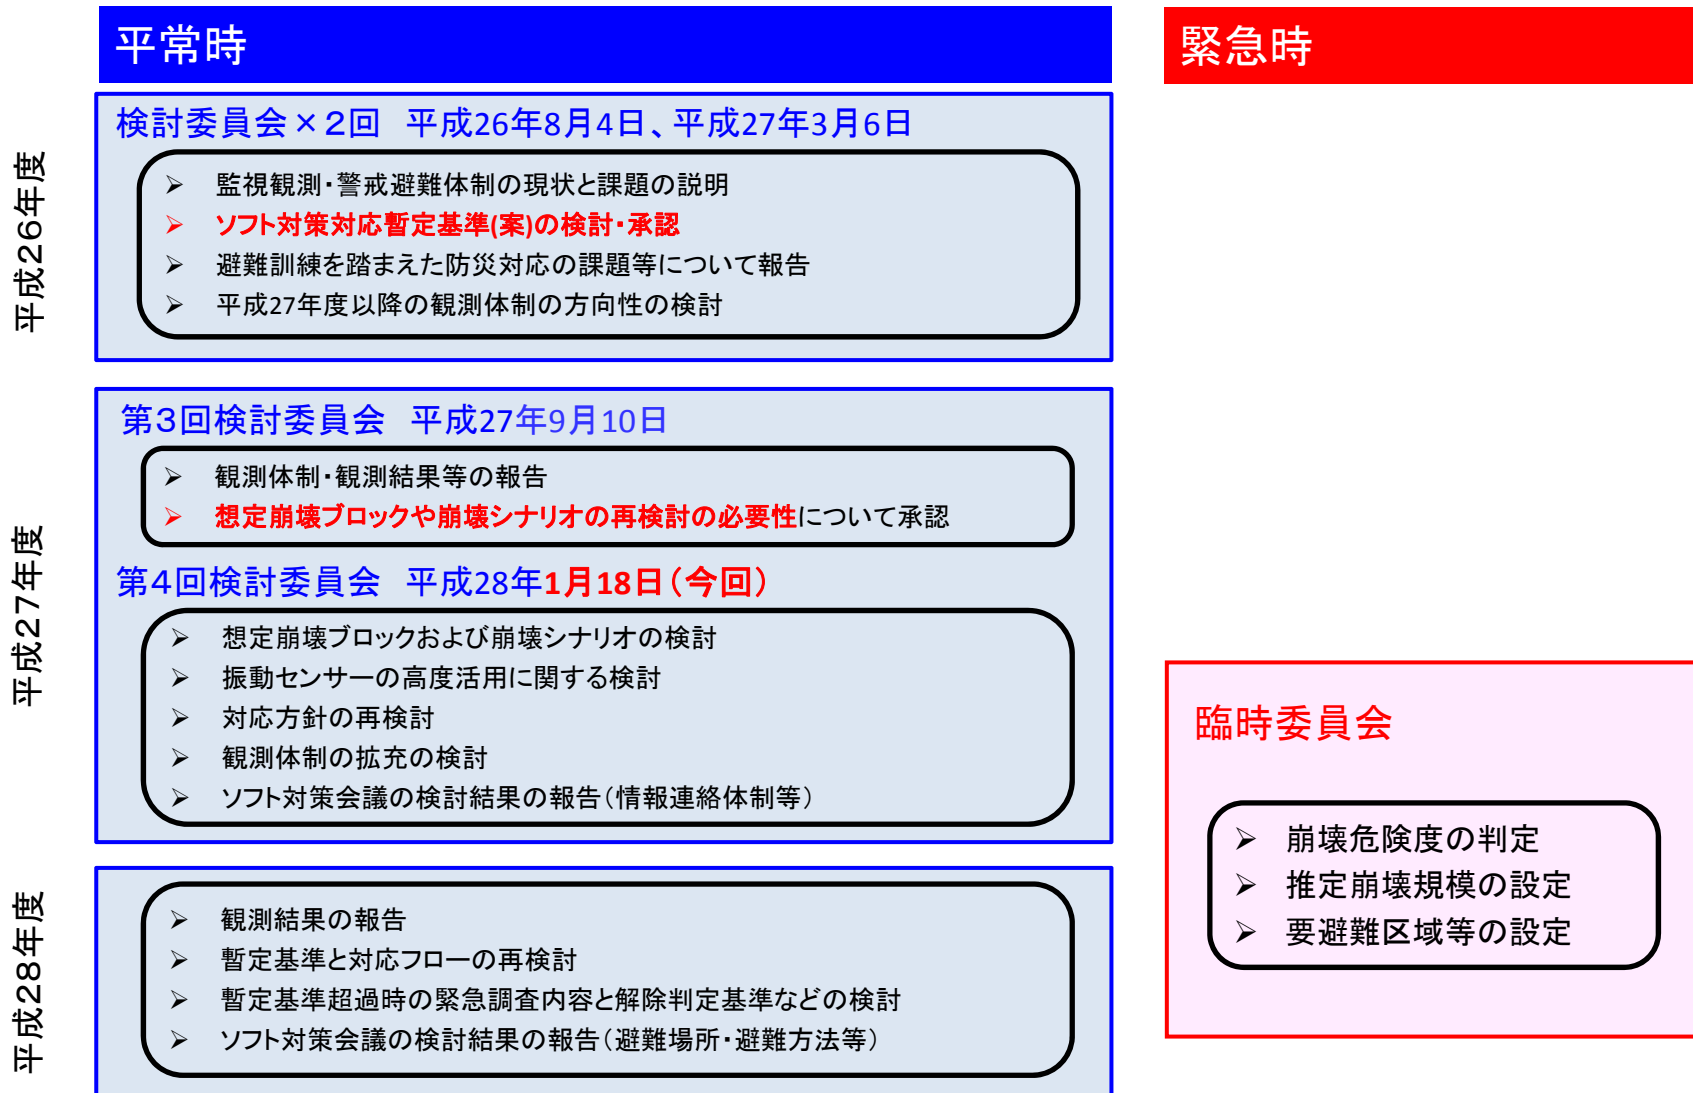 平常時
緊急時
平成26年度
検討委員会×2回　平成26年8月4日、平成27年3月6日
➢ 監視観測・警戒避難体制の現状と課題の説明
➢ ソフト対策対応暫定基準(案)の検討・承認
➢ 避難訓練を踏まえた防災対応の課題等について報告
➢ 平成27年度以降の観測体制の方向性の検討
平成27年度
第3回検討委員会　平成27年9月10日
➢ 観測体制・観測結果等の報告
➢ 想定崩壊ブロックや崩壊シナリオの再検討の必要性について承認
第4回検討委員会　平成28年1月18日(今回)
➢ 想定崩壊ブロックおよび崩壊シナリオの検討
➢ 振動センサーの高度活用に関する検討
➢ 対応方針の再検討
➢ 観測体制の拡充の検討
➢ ソフト対策会議の検討結果の報告(情報連絡体制等)
平成28年度
➢ 観測結果の報告
➢ 暫定基準と対応フローの再検討
➢ 暫定基準超過時の緊急調査内容と解除判定基準などの検討
➢ ソフト対策会議の検討結果の報告(避難場所・避難方法等)
臨時委員会
➢ 崩壊危険度の判定
➢ 推定崩壊規模の設定
➢ 要避難区域等の設定